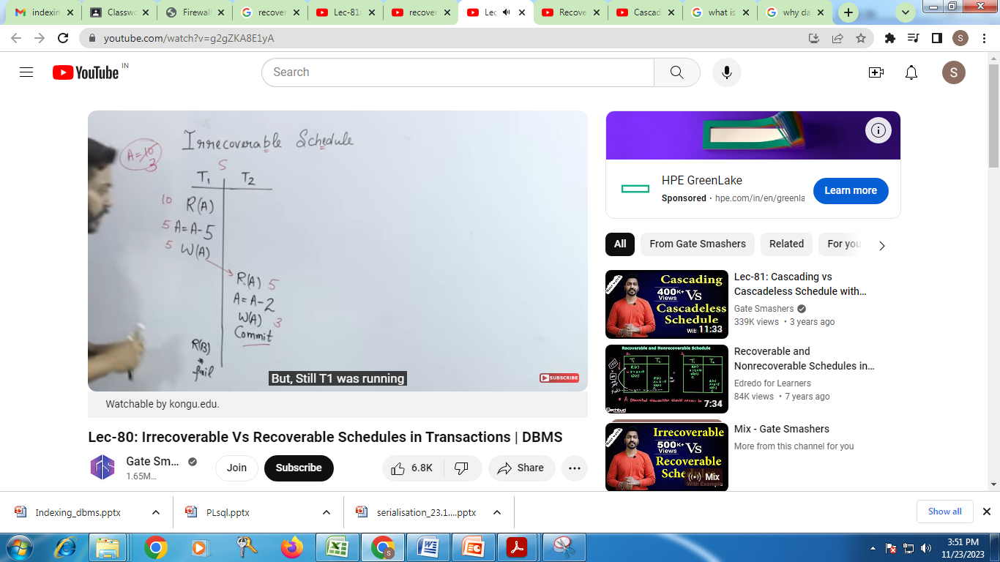 indexin
Classwo
Firewall
recover
Lec-81:
recover
Lec
Recove
Cascad
what is
why da
youtube.com/watch?v=g2gZKA8E1yA
S
YouTube IN
Search
S
Irrecoverable Schedule
A=10
3
S
T1 T2
10 R(A)
5 A=A-5
5 W(A)
R(A) 5
A=A-2
W(A) 3
Commit
R(B)
*
fail
But, Still T1 was running
SUBSCRIBE
Watchable by kongu.edu.
Lec-80: Irrecoverable Vs Recoverable Schedules in Transactions | DBMS
Gate Sm...
1.65M...
Join
Subscribe
6.8K
Share
HPE GreenLake
Sponsored · hpe.com/in/en/greenla
Learn more
All
From Gate Smashers
Related
For you
Cascading
400K+
Views
Vs
Cascadeless
Schedule
With
11:33
Lec-81: Cascading vs
Cascadeless Schedule with...
Gate Smashers
339K views • 3 years ago
Recoverable and Nonrecoverable Schedule
7:34
Recoverable and
Nonrecoverable Schedules in...
Edredo for Learners
84K views • 7 years ago
Irrecoverable
500K+
Views
Vs
Recoverable
Sche
Mix
With Example
Mix - Gate Smashers
More from this channel for you
Indexing_dbms.pptx
PLsql.pptx
serialisation_23.1....pptx
Show all
3:51 PM
11/23/2023